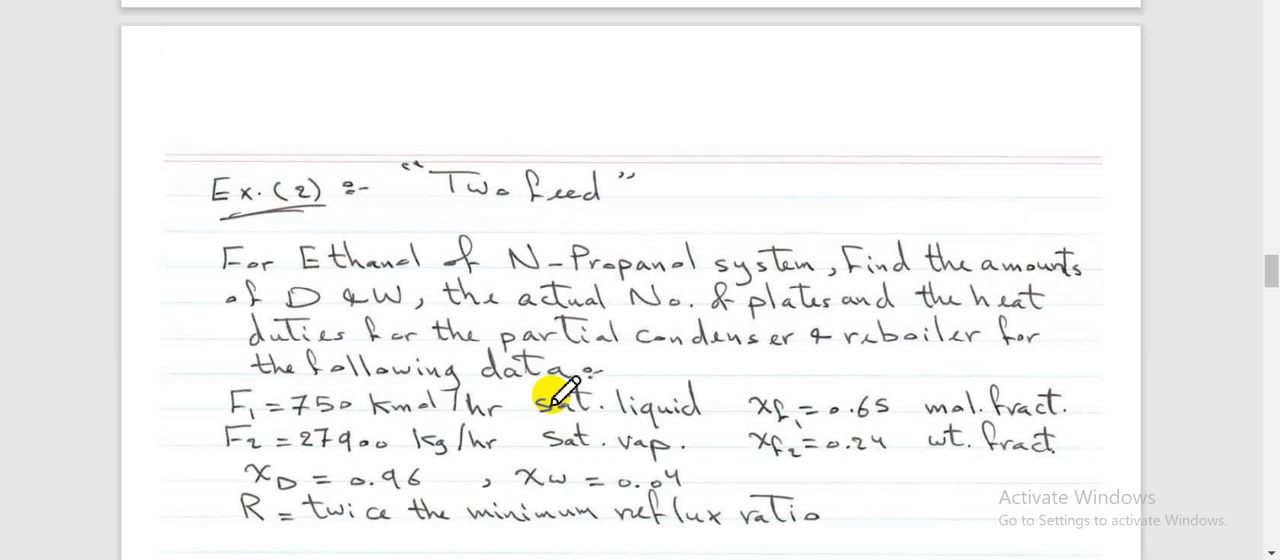 Ex. (2) :- "Two feed"
For Ethanol of N-Propanol system, Find the amounts
of D & W, the actual No. of plates and the heat
duties for the partial condenser & reboiler for
the following data:-
F₁ = 750 Kmol/hr sat. liquid xf₁ = 0.65 mol. fract.
F₂ = 27900 kg/hr sat. vap. xf₂ = 0.24 wt. fract
xD = 0.96 , xw = 0.04
R = twice the minimum reflux ratio
Activate Windows
Go to Settings to activate Windows.